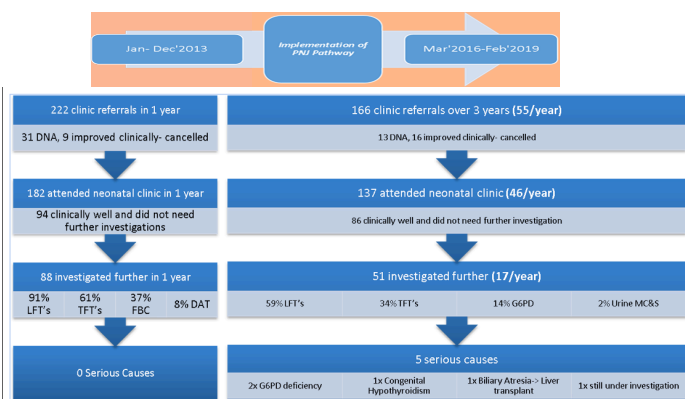 Jan- Dec'2013
Implementation of
PNJ Pathway
Mar'2016-Feb'2019
222 clinic referrals in 1 year
31 DNA, 9 improved clinically- cancelled
182 attended neonatal clinic in 1 year
94 clinically well and did not need
further investigations
88 investigated further in 1 year
91%
LFT's
61%
TFT's
37%
FBC
8% DAT
0 Serious Causes
166 clinic referrals over 3 years (55/year)
13 DNA, 16 improved clinically- cancelled
137 attended neonatal clinic (46/year)
86 clinically well and did not need further investigation
51 investigated further (17/year)
59% LFT's
34% TFT's
14% G6PD
2% Urine MC&S
5 serious causes
2x G6PD deficiency
1x Congenital
Hypothyroidism
1x Biliary Atresia-> Liver
transplant
1x still under investigation